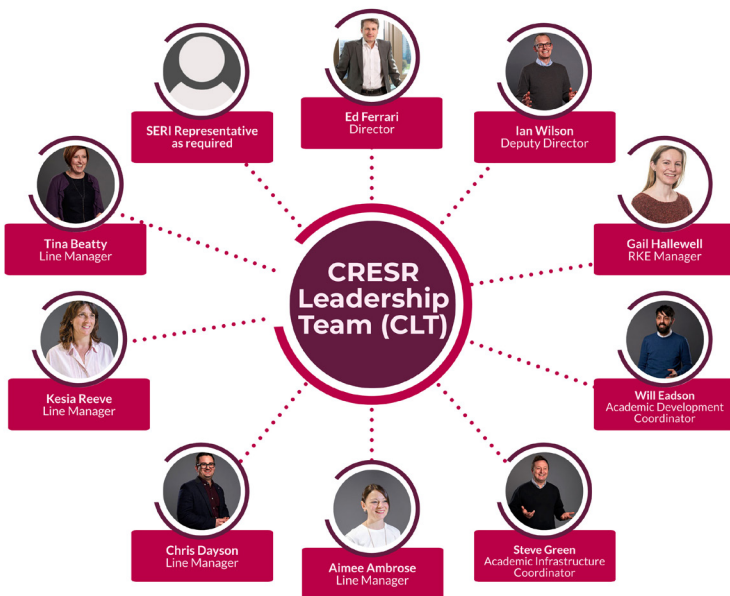 Ed Ferrari
Director
SERI Representative
as required
Ian Wilson
Deputy Director
Tina Beatty
Line Manager
Gail Hallewell
RKE Manager
CRESR
Leadership
Team (CLT)
Kesia Reeve
Line Manager
Will Eadson
Academic Development
Coordinator
Chris Dayson
Line Manager
Aimee Ambrose
Line Manager
Steve Green
Academic Infrastructure
Coordinator